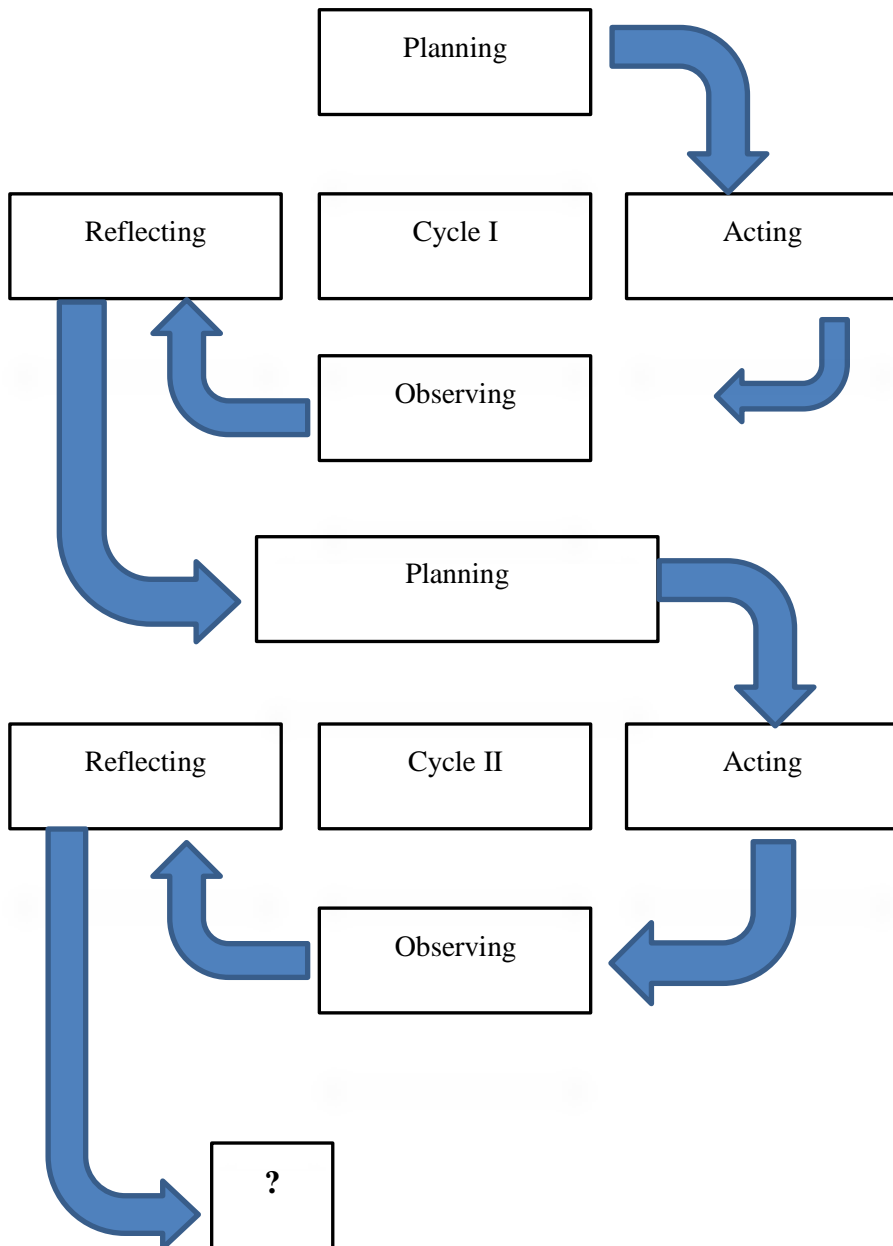 Planning
Reflecting
Cycle I
Acting
Observing
Planning
Reflecting
Cycle II
Acting
Observing
?